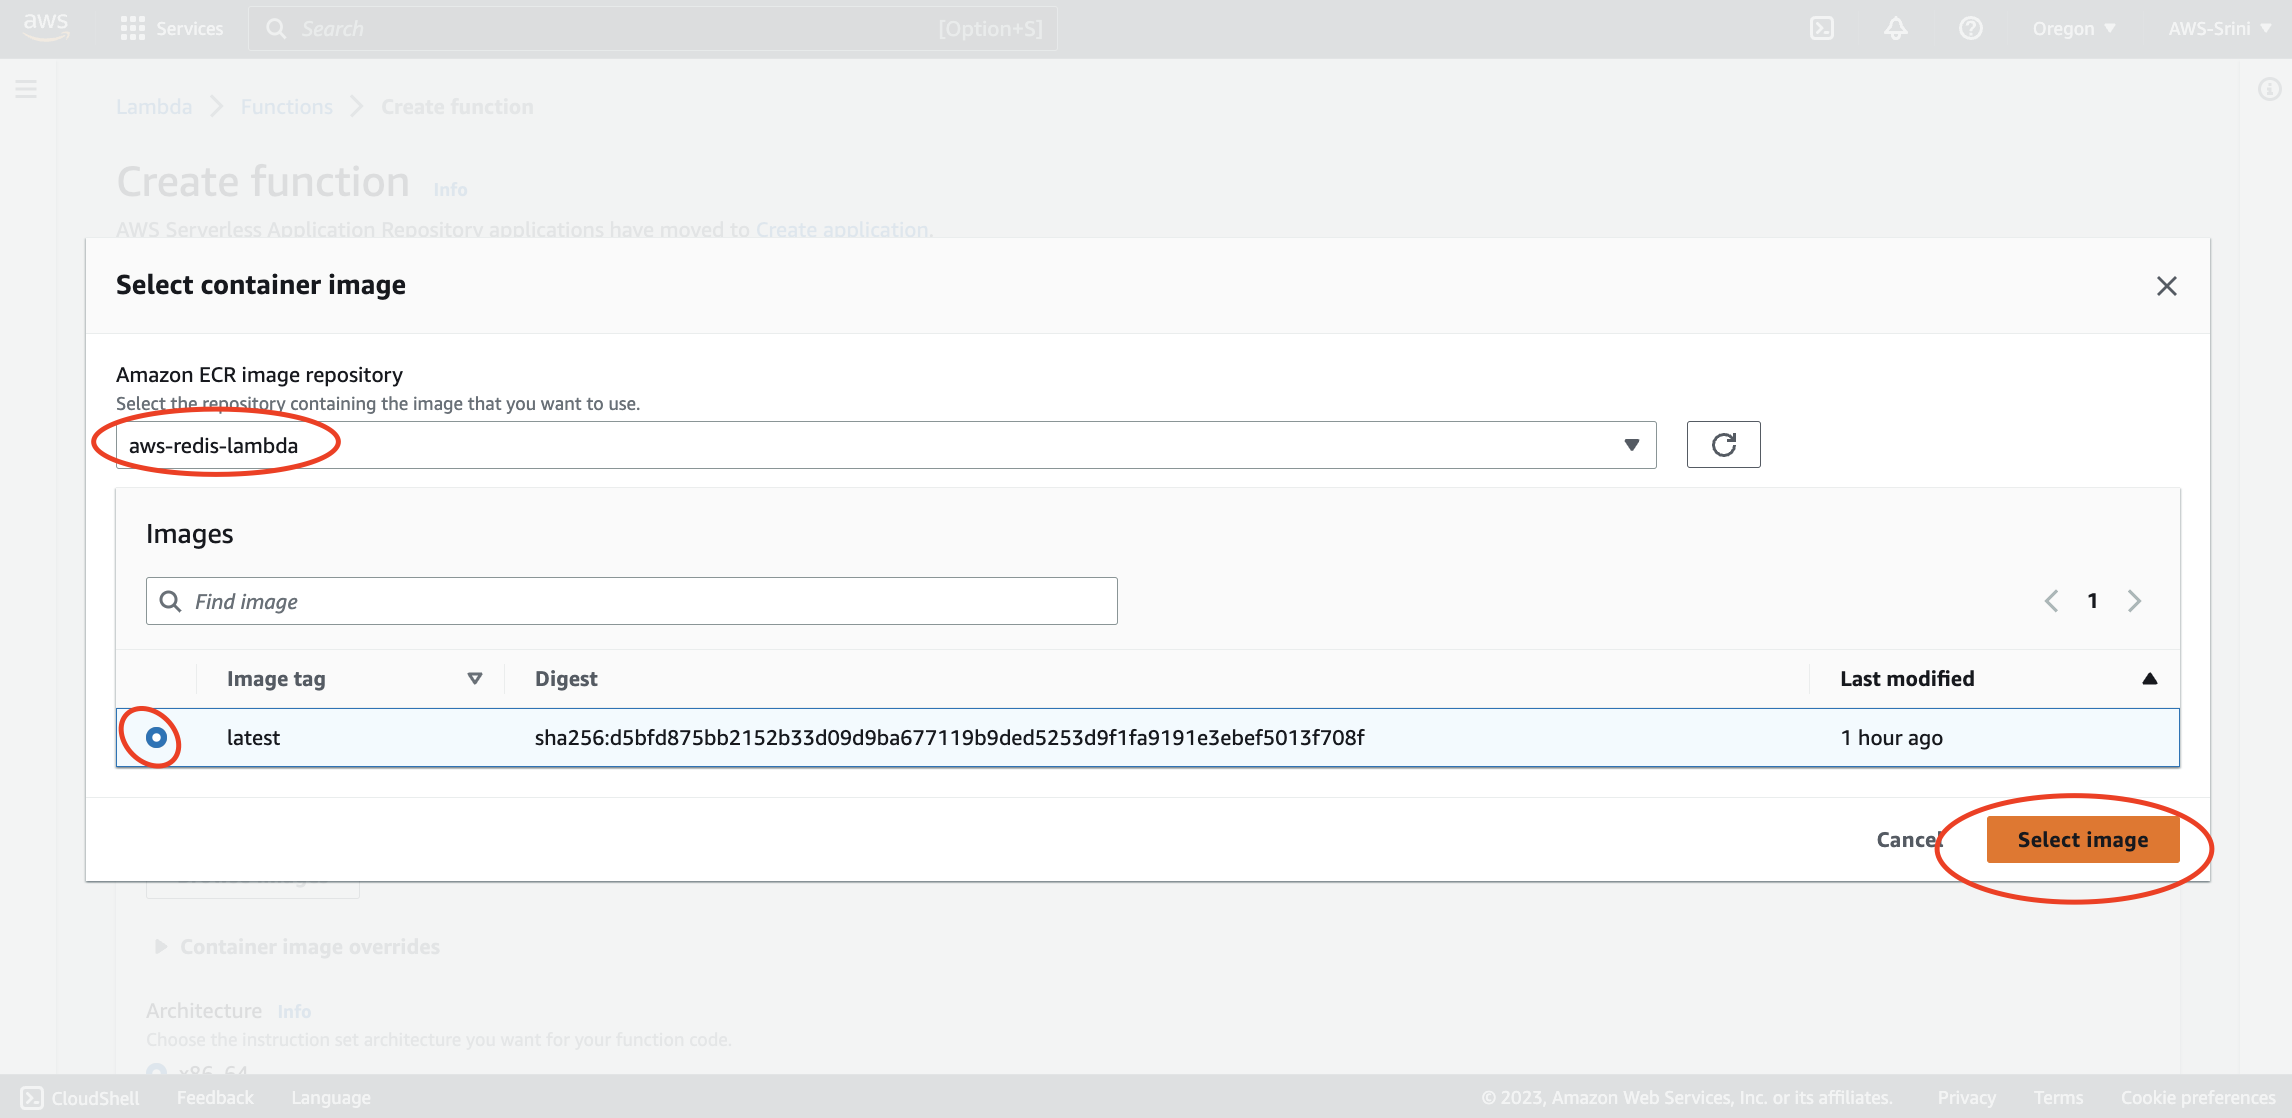 aws
Services
Search
[Option+S]
Oregon
AWS-Srini
Lambda
Functions
Create function
Create function
Info
AWS Serverless Application Repository applications have moved to Create application.
Select container image
Amazon ECR image repository
Select the repository containing the image that you want to use.
aws-redis-lambda
Images
Find image
1
Image tag
Digest
Last modified
latest
sha256:d5bfd875bb2152b33d09d9ba677119b9ded5253d9f1fa9191e3ebef5013f708f
1 hour ago
Cancel
Select image
Container image overrides
Architecture
Info
Choose the instruction set architecture you want for your function code.
x86_64
CloudShell
Feedback
Language
© 2023, Amazon Web Services, Inc. or its affiliates.
Privacy
Terms
Cookie preferences